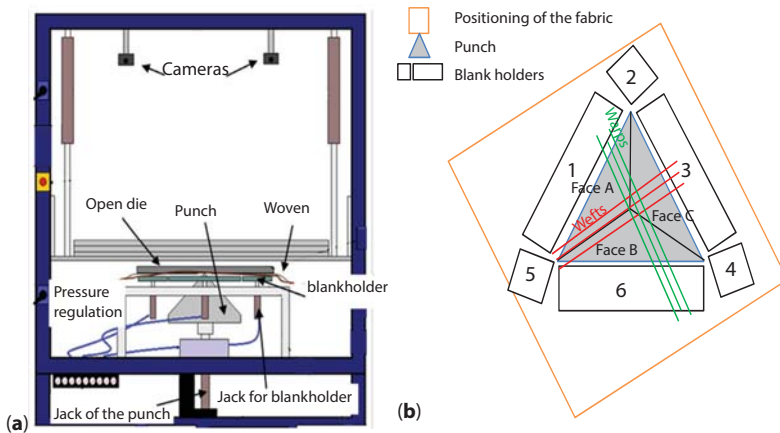 Cameras
Open die
Punch
Woven
blankholder
Pressure
regulation
Jack of the punch
Jack for blankholder
(a)
b
Positioning of the fabric
Punch
Blank holders
2
Warps
1
3
Face A
Wefts
Face C
Face B
5
4
6
(b)